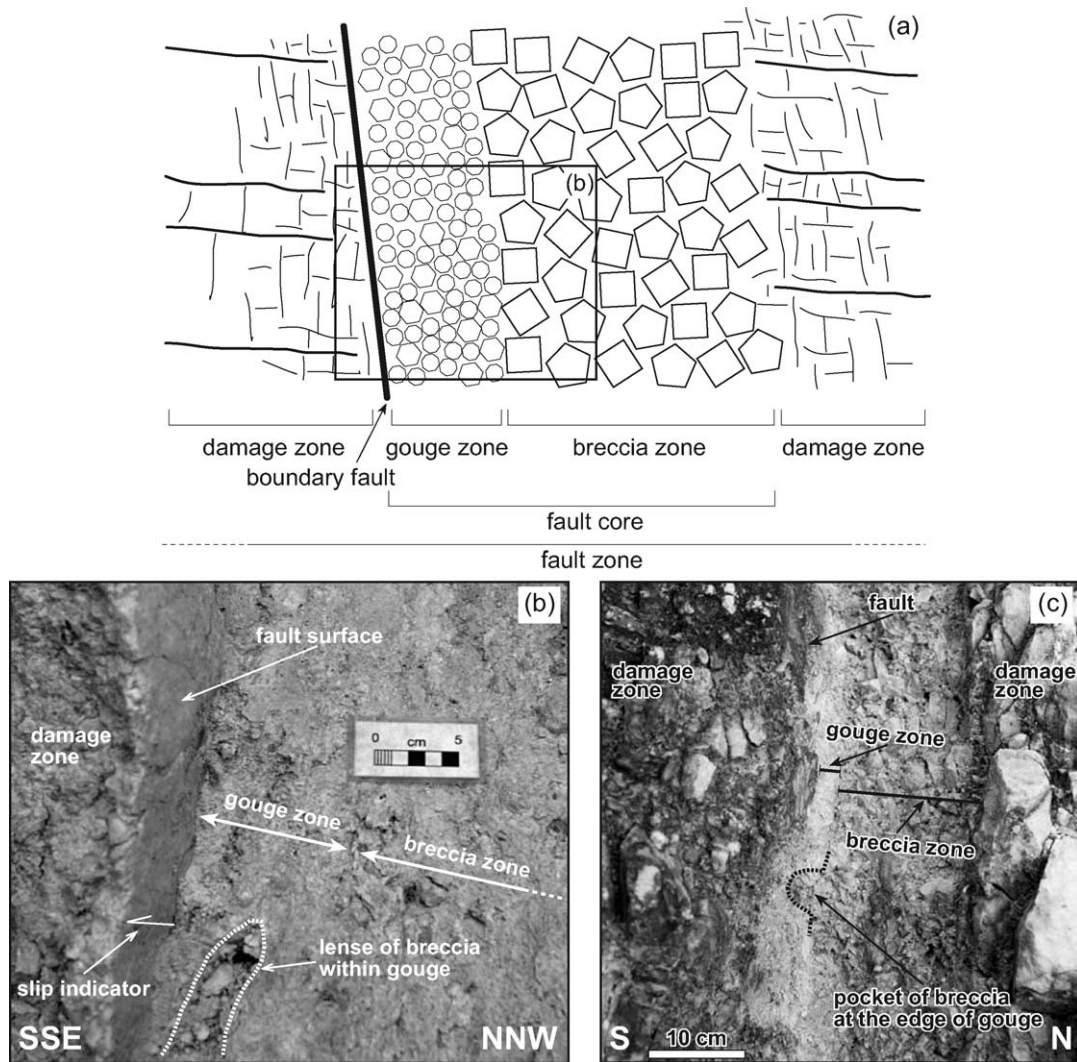 (a)
(b)
damage zone
gouge zone
breccia zone
damage zone
boundary fault
fault core
fault zone
(b)
fault surface
damage
zone
0 cm 5
gouge zone
breccia zone
lense of breccia
within gouge
slip indicator
SSE
NNW
(c)
fault
damage
zone
damage
zone
gouge zone
breccia zone
pocket of breccia
at the edge of gouge
S
10 cm
N